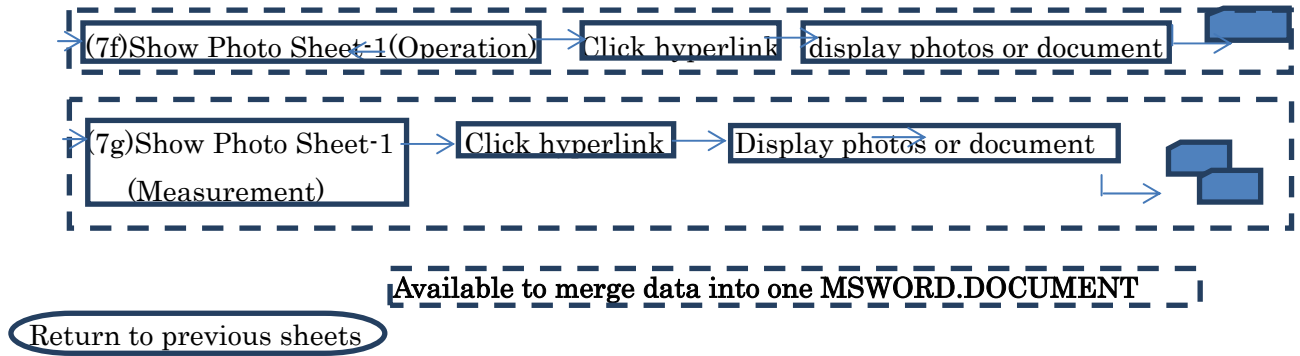 (7f)Show Photo Sheet-1(Operation) Click hyperlink display photos or document
(7g)Show Photo Sheet-1 Click hyperlink Display photos or document
(Measurement)
Available to merge data into one MSWORD.DOCUMENT
Return to previous sheets